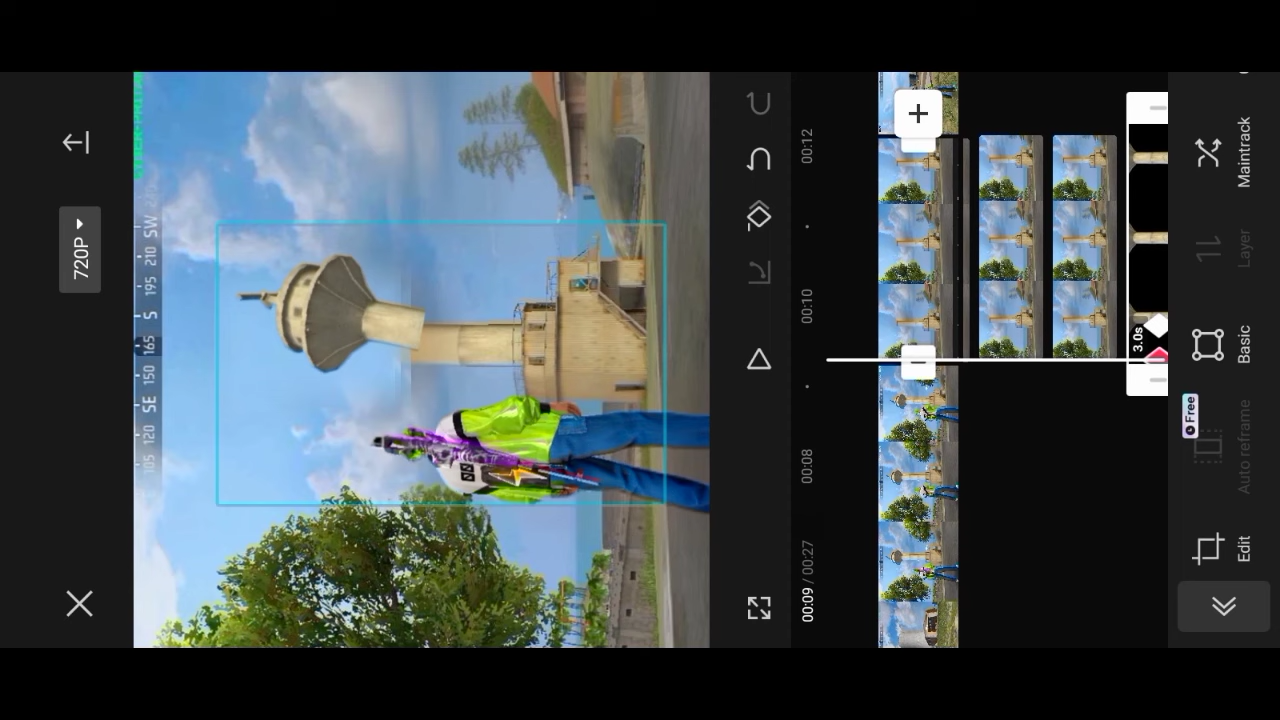 720P
105 120 SE 150 165 S 195 210 SW
00:09 / 00:27 00:08 00:10 00:12
3.0s
Free
Edit Auto reframe Basic Layer Maintrack